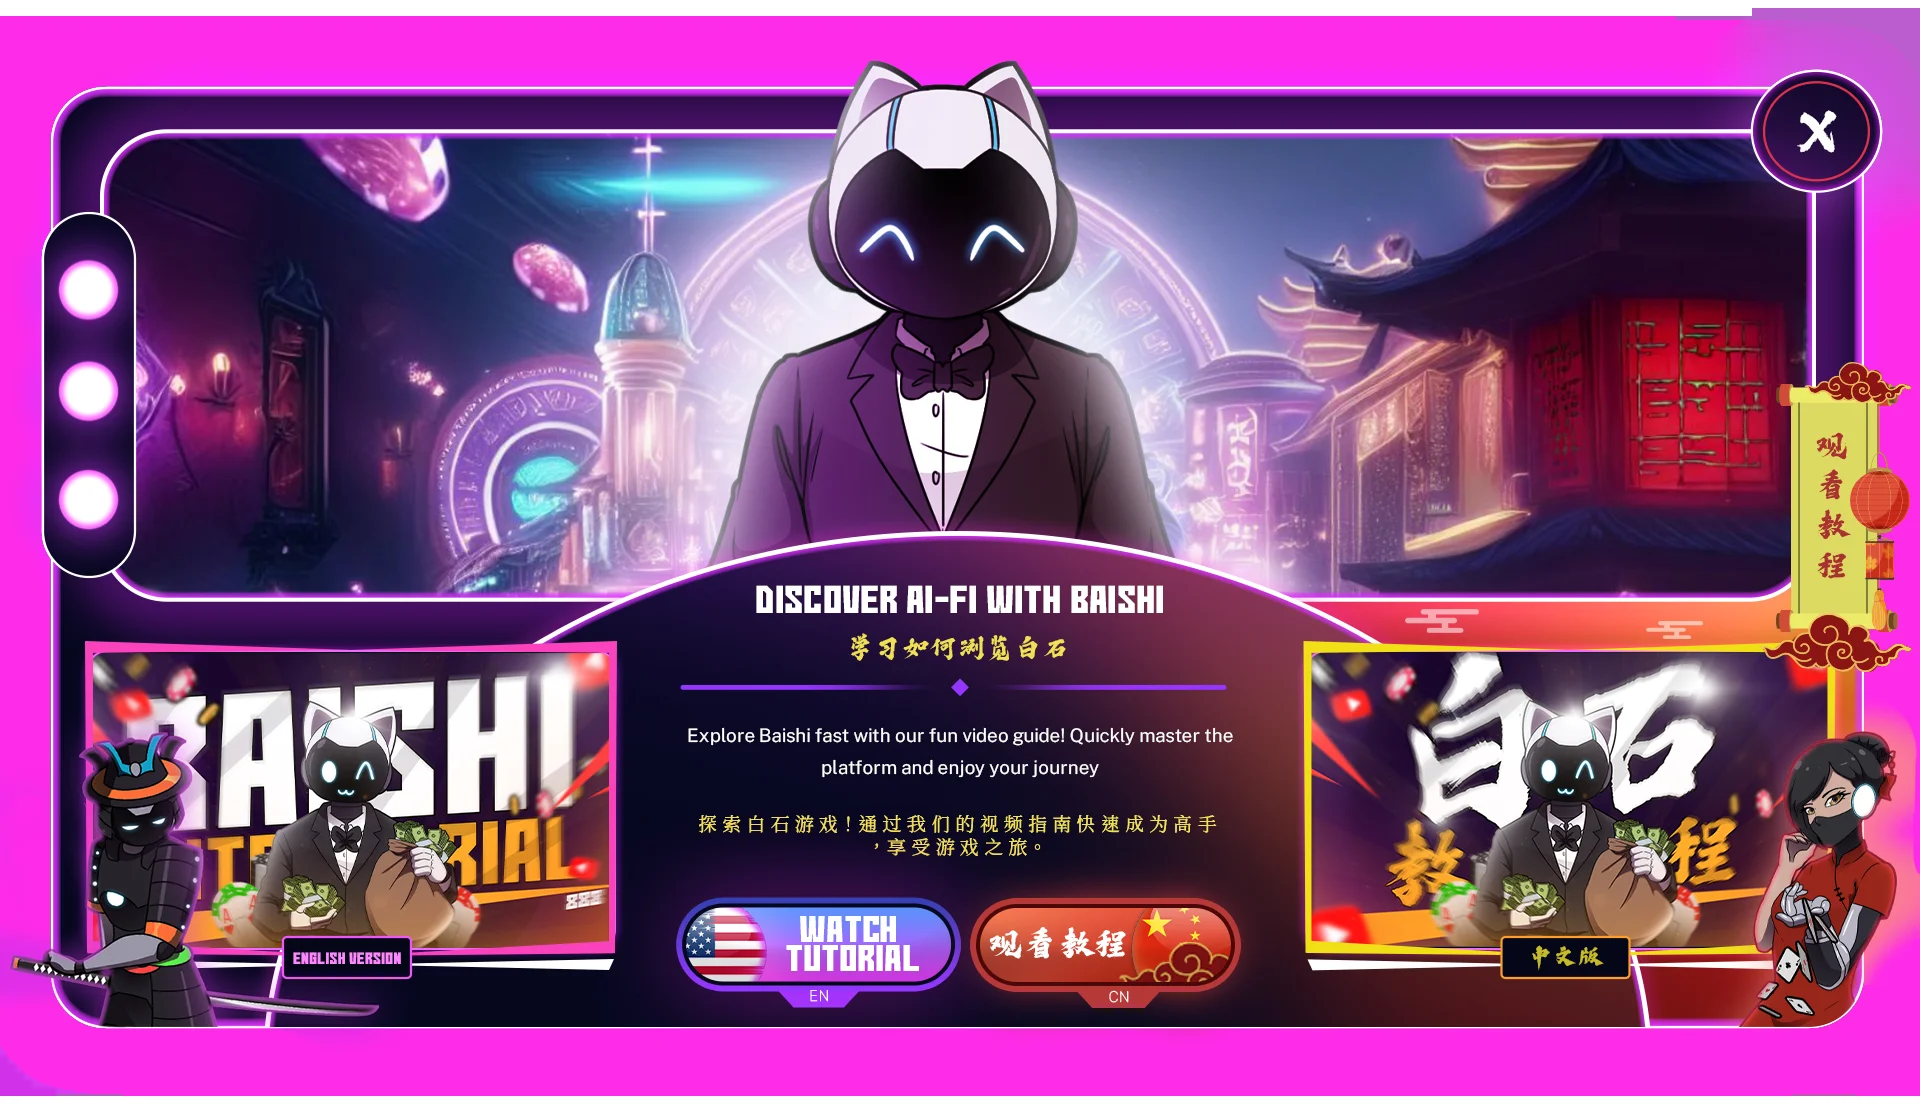 X
DISCOVER AI-FI WITH BAISHI
学习如何浏览白石
Explore Baishi fast with our fun video guide! Quickly master the
platform and enjoy your journey
探索白石游戏!通过我们的视频指南快速成为高手
，享受游戏之旅。
WATCH
TUTORIAL
EN
观看教程
CN
BAISHI
TUTORIAL
ENGLISH VERSION
白石
教程
中文版
观看教程